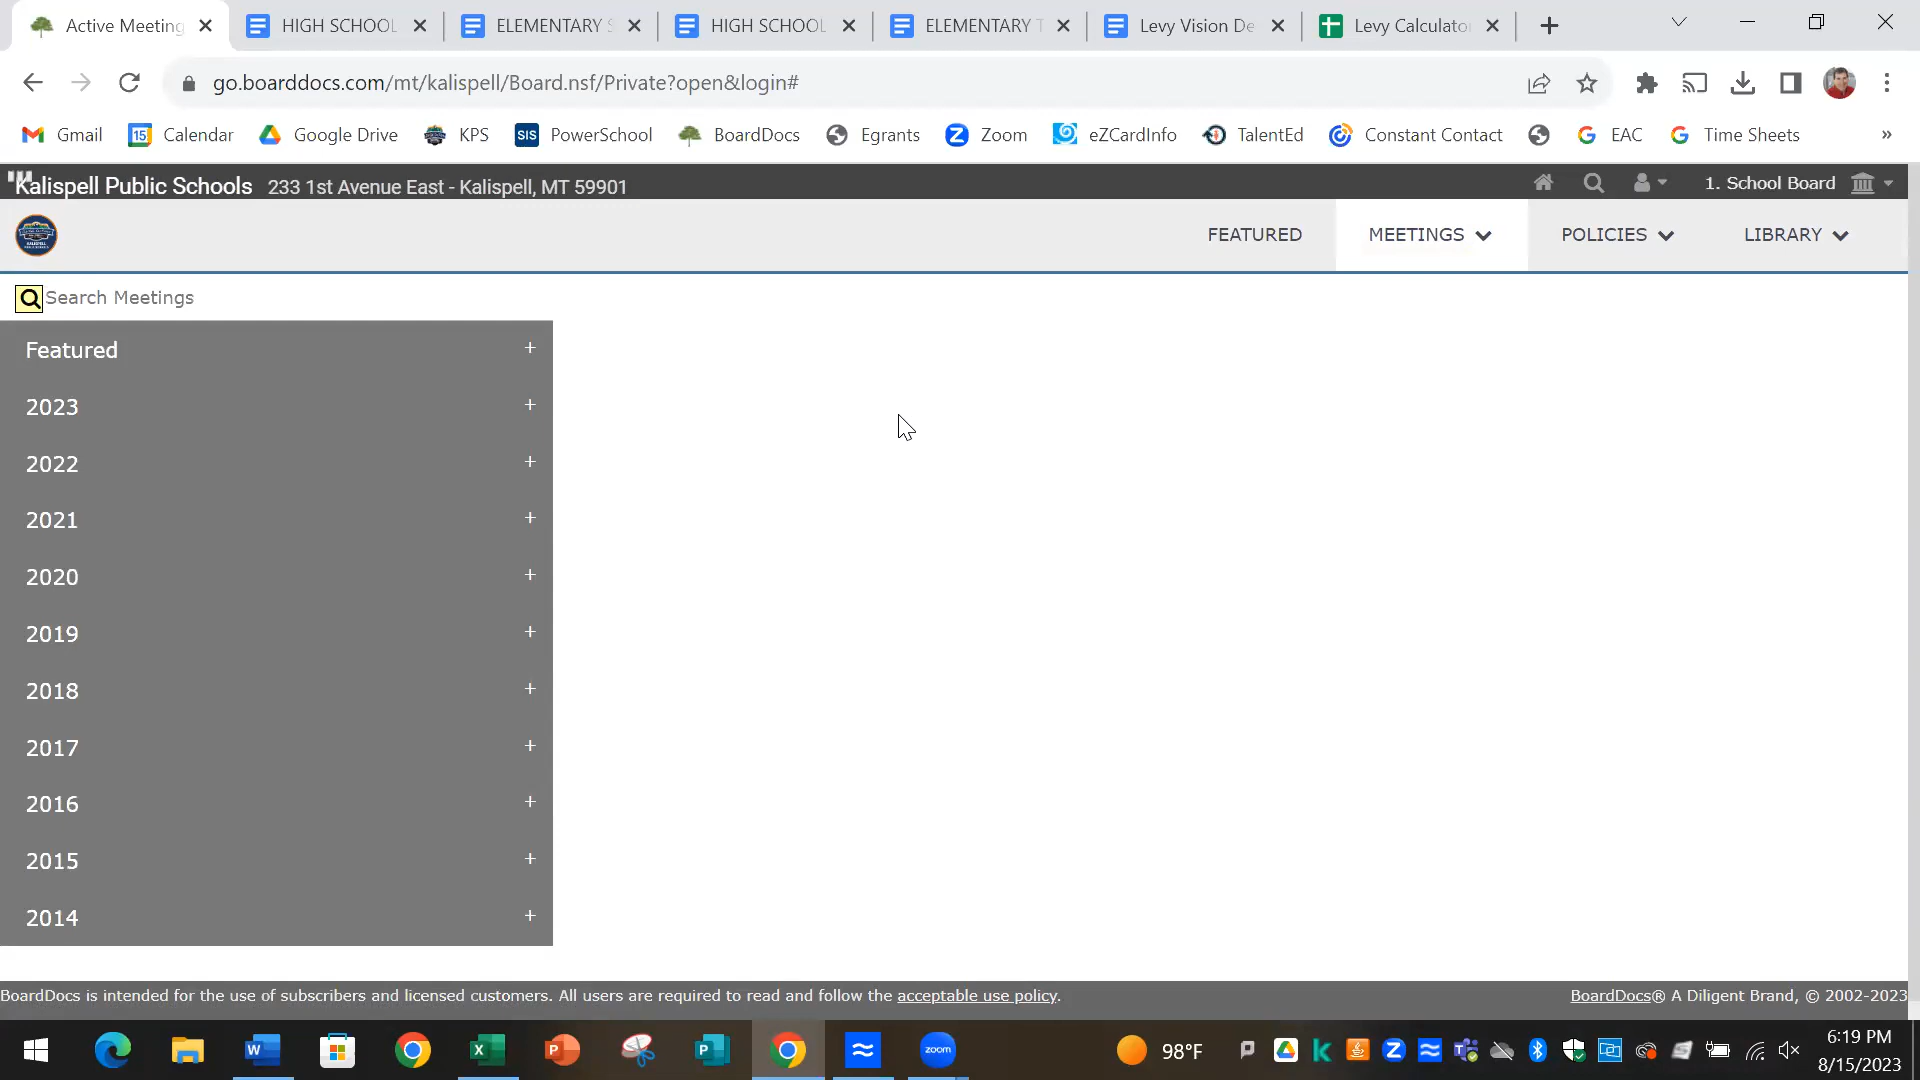 Active Meeting
HIGH SCHOOL
ELEMENTARY S
HIGH SCHOOL
ELEMENTARY T
Levy Vision De
Levy Calculato
go.boarddocs.com/mt/kalispell/Board.nsf/Private?open&login#
Gmail
Calendar
Google Drive
KPS
PowerSchool
BoardDocs
Egrants
Zoom
eZCardInfo
TalentEd
Constant Contact
EAC
Time Sheets
»
Kalispell Public Schools 233 1st Avenue East - Kalispell, MT 59901
1. School Board
FEATURED
MEETINGS
POLICIES
LIBRARY
Search Meetings
Featured +
2023 +
2022 +
2021 +
2020 +
2019 +
2018 +
2017 +
2016 +
2015 +
2014 +
BoardDocs is intended for the use of subscribers and licensed customers. All users are required to read and follow the acceptable use policy.
BoardDocs® A Diligent Brand, © 2002-2023
zoom
98°F
6:19 PM
8/15/2023